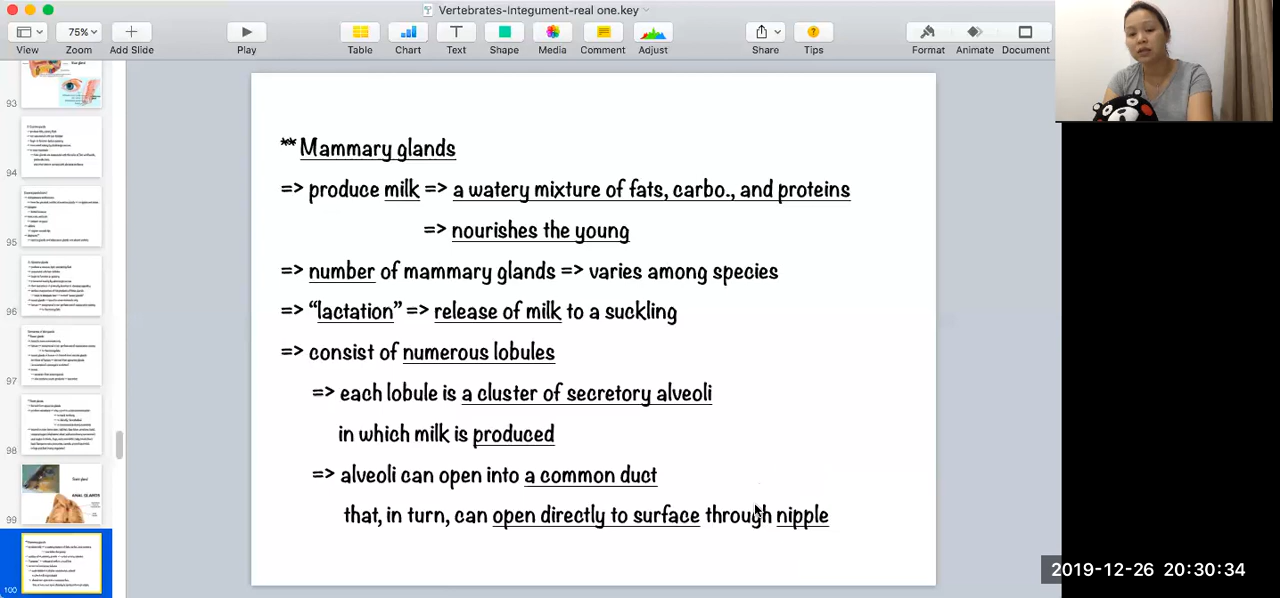 Vertebrates-Integument-real one.key
75%
View
Zoom
Add Slide
Play
Table
Chart
Text
Shape
Media
Comment
Adjust
Share
Tips
Format
Animate
Document
93
94
95
96
97
98
99
100
** Mammary glands
=> produce milk => a watery mixture of fats, carbo., and proteins
=> nourishes the young
=> number of mammary glands => varies among species
=> “lactation” => release of milk to a suckling
=> consist of numerous lobules
=> each lobule is a cluster of secretory alveoli
in which milk is produced
=> alveoli can open into a common duct
that, in turn, can open directly to surface through nipple
2019-12-26 20:30:34